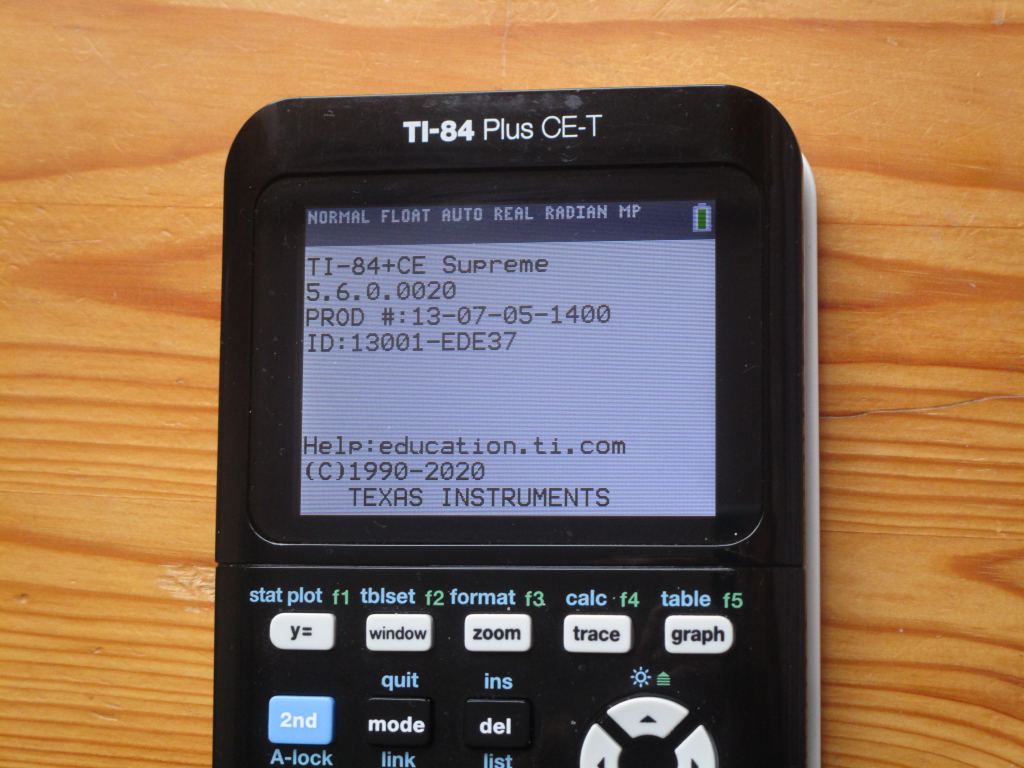 TI-84 Plus CE-T
NORMAL FLOAT AUTO REAL RADIAN MP
TI-84+CE Supreme
5.6.0.0020
PROD #:13-07-05-1400
ID:13001-EDE37
Help:education.ti.com
(C)1990-2020
TEXAS INSTRUMENTS
stat plot f1 tblset f2 format f3 calc f4 table f5
y= window zoom trace graph
quit ins
2nd mode del
A-lock link list